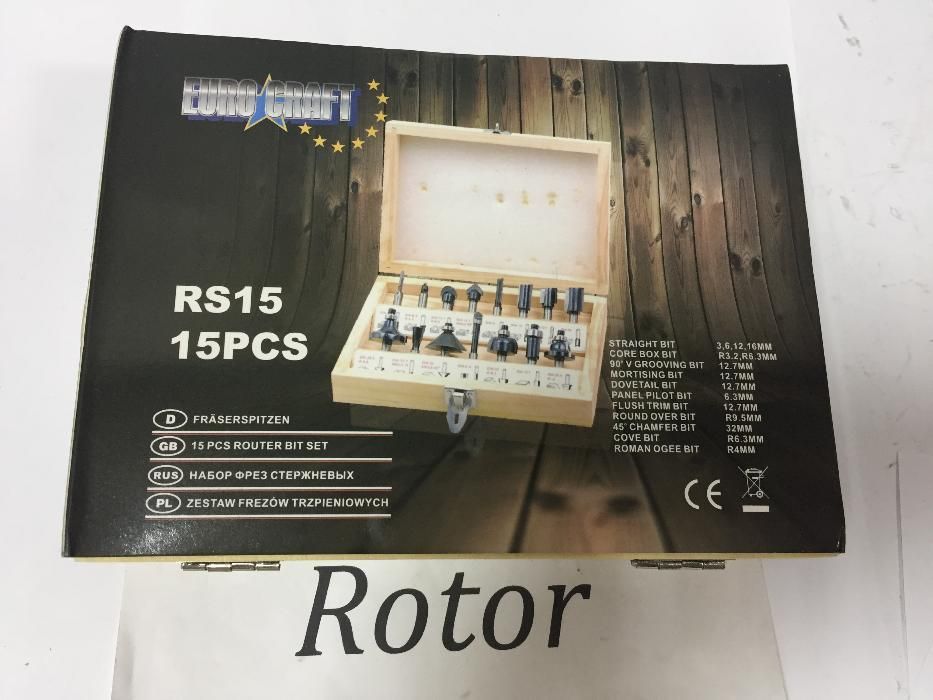 EURO CRAFT
RS15
15PCS
D FRÄSERSPITZEN
GB 15 PCS ROUTER BIT SET
RUS НАБОР ФРЕЗ СТЕРЖНЕВЫХ
PL ZESTAW FREZÓW TRZPIENIOWYCH
STRAIGHT BIT 3,6,12,16MM
CORE BOX BIT R3.2,R6.3MM
90° V GROOVING BIT 12.7MM
MORTISING BIT 12.7MM
DOVETAIL BIT 12.7MM
PANEL PILOT BIT 6.3MM
FLUSH TRIM BIT 12.7MM
ROUND OVER BIT R9.5MM
45° CHAMFER BIT 32MM
COVE BIT R6.3MM
ROMAN OGEE BIT R4MM
CE
Rotor